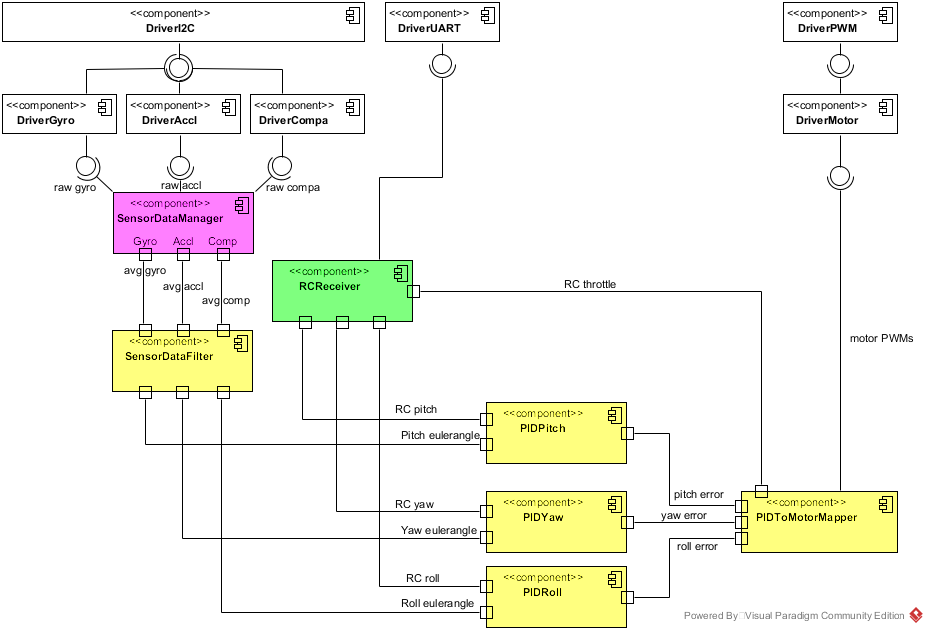 <<component>>
DriverI2C
<<component>>
DriverUART
<<component>>
DriverPWM
<<component>>
DriverGyro
<<component>>
DriverAccl
<<component>>
DriverCompa
<<component>>
DriverMotor
raw gyro
raw accl
raw compa
<<component>>
SensorDataManager
Gyro
Accl
Comp
avg gyro
avg accl
avg comp
<<component>>
RCReceiver
RC throttle
motor PWMs
<<component>>
SensorDataFilter
RC pitch
Pitch eulerangle
<<component>>
PIDPitch
RC yaw
Yaw eulerangle
<<component>>
PIDYaw
pitch error
yaw error
roll error
<<component>>
PIDToMotorMapper
RC roll
Roll eulerangle
<<component>>
PIDRoll
Powered By Visual Paradigm Community Edition